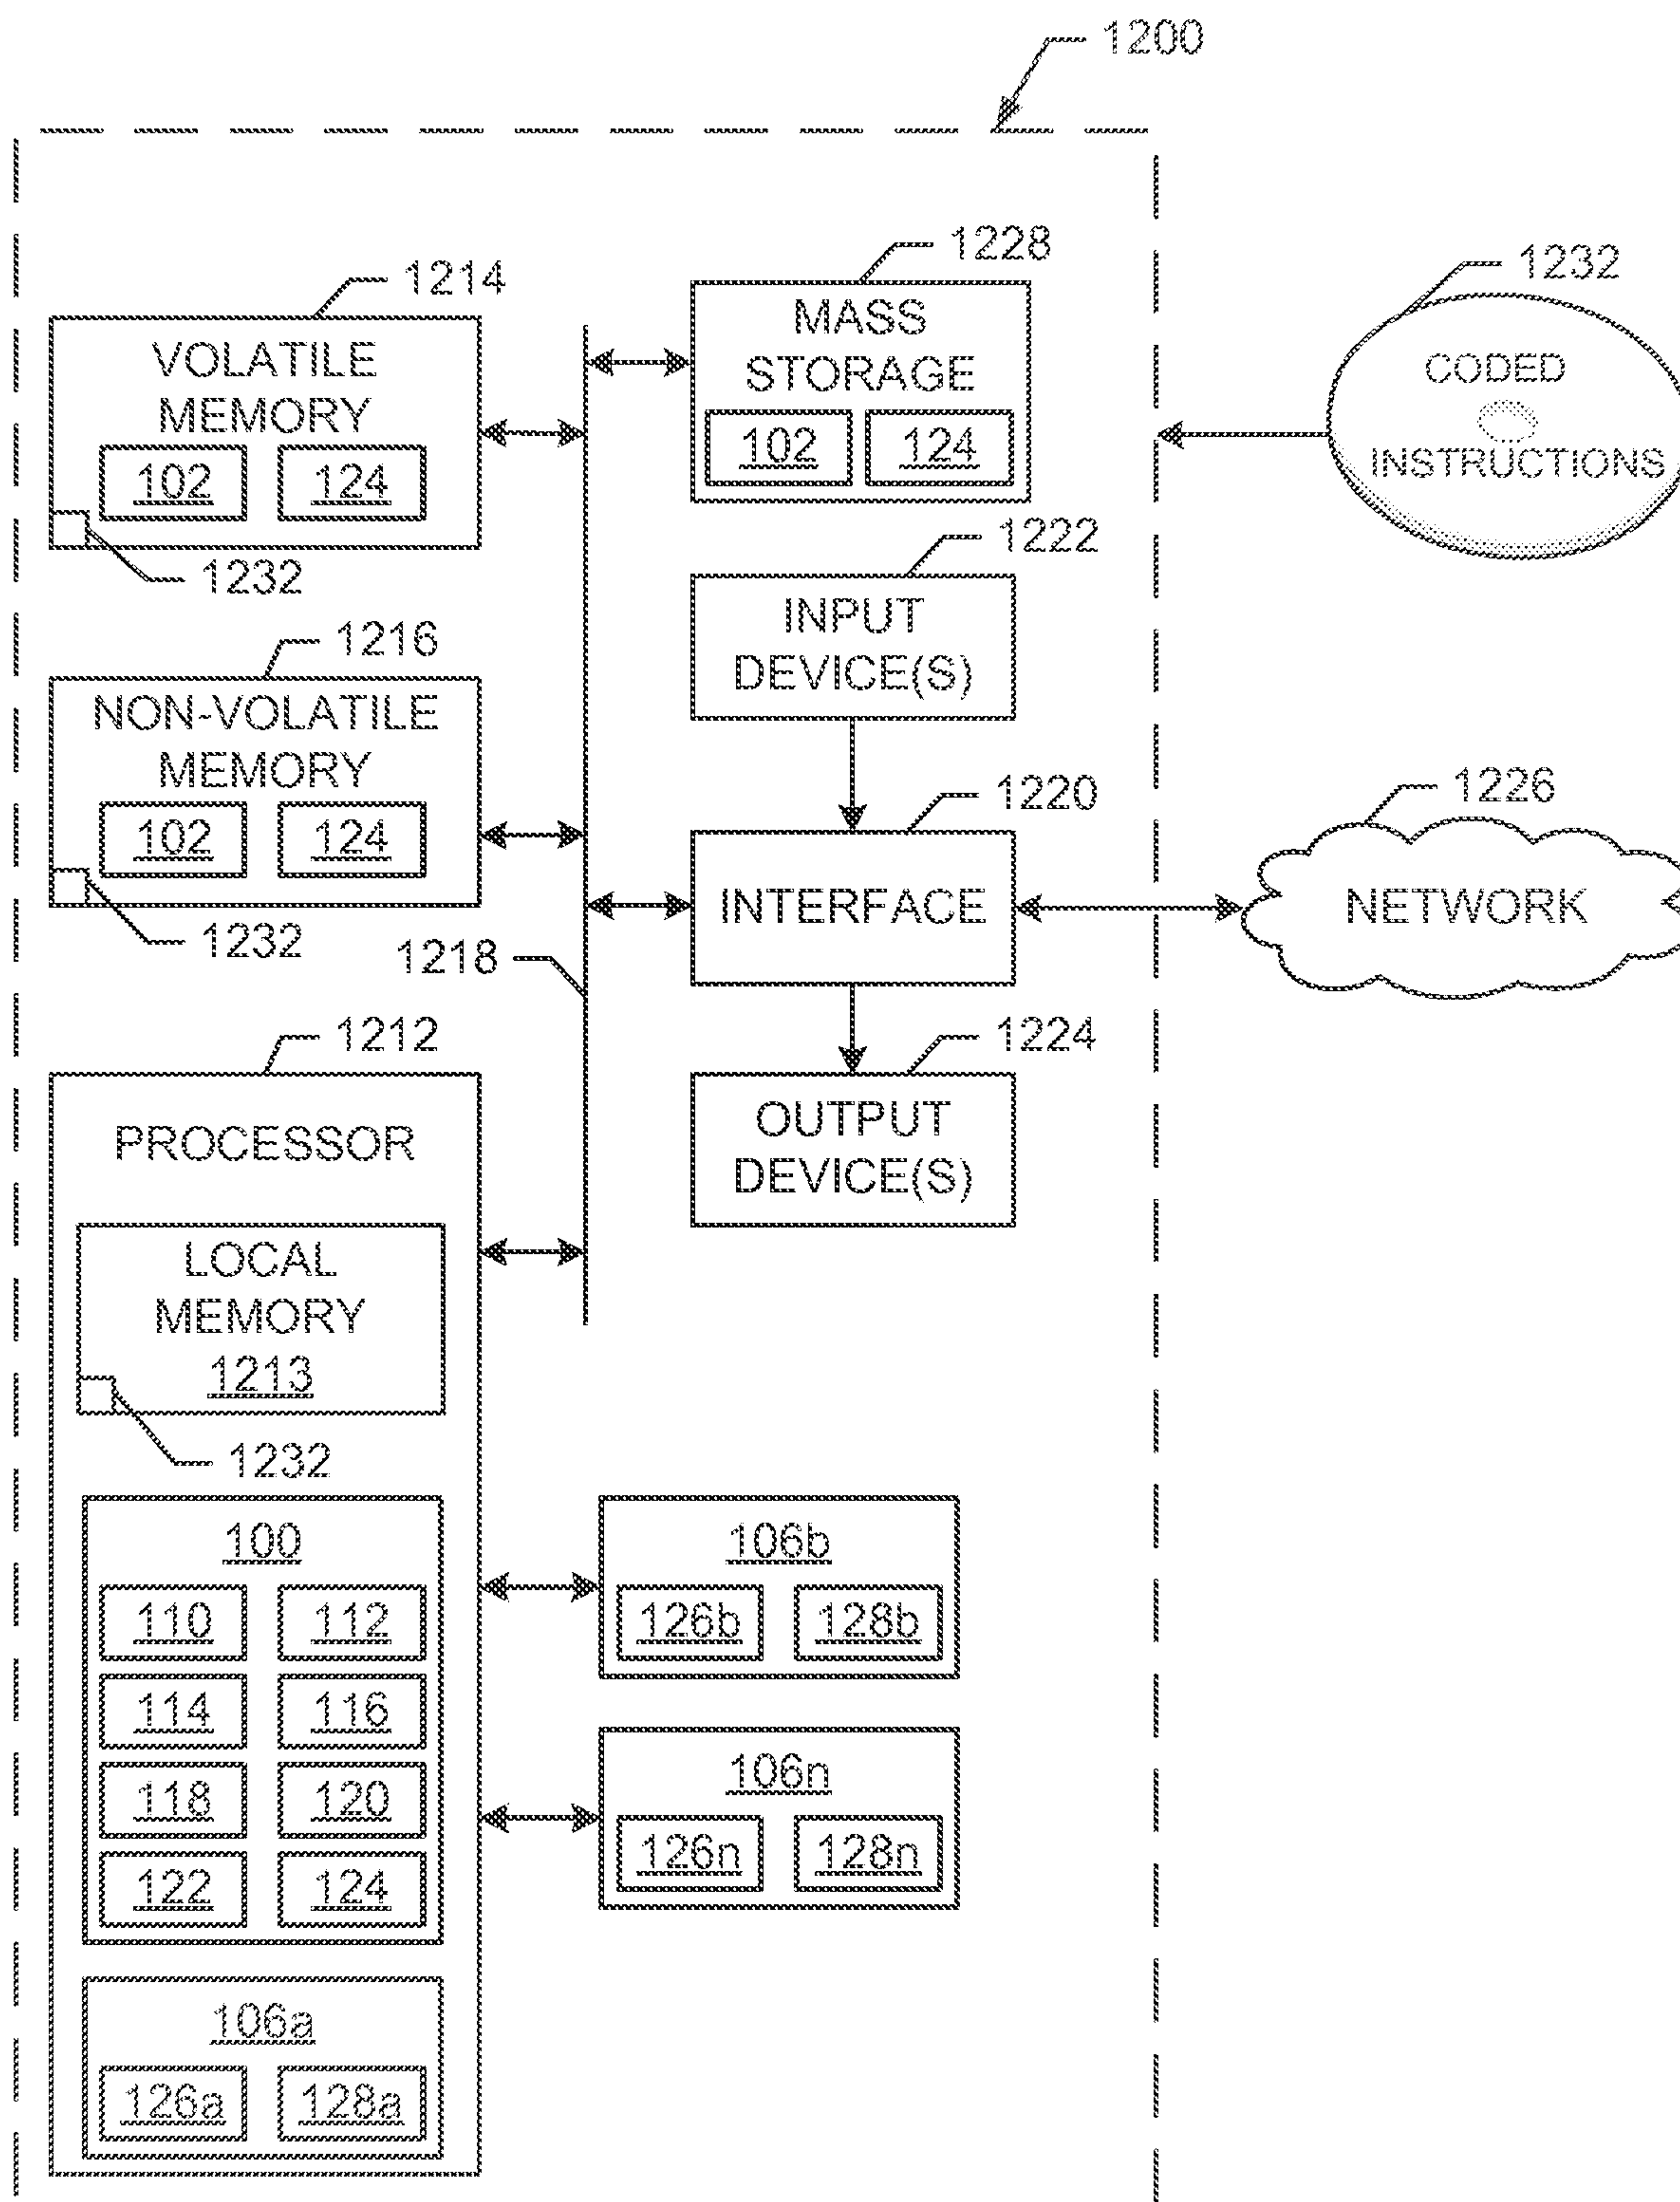 1200
1214
VOLATILE
MEMORY
102 124
1232
1228
MASS
STORAGE
102 124
1232
CODED
INSTRUCTIONS
1222
INPUT
DEVICE(S)
1216
NON-VOLATILE
MEMORY
102 124
1232
1218
1220
INTERFACE
1226
NETWORK
1224
OUTPUT
DEVICE(S)
1212
PROCESSOR
LOCAL
MEMORY
1213
1232
100
110 112
114 116
118 120
122 124
106a
126a 128a
106b
126b 128b
106n
126n 128n